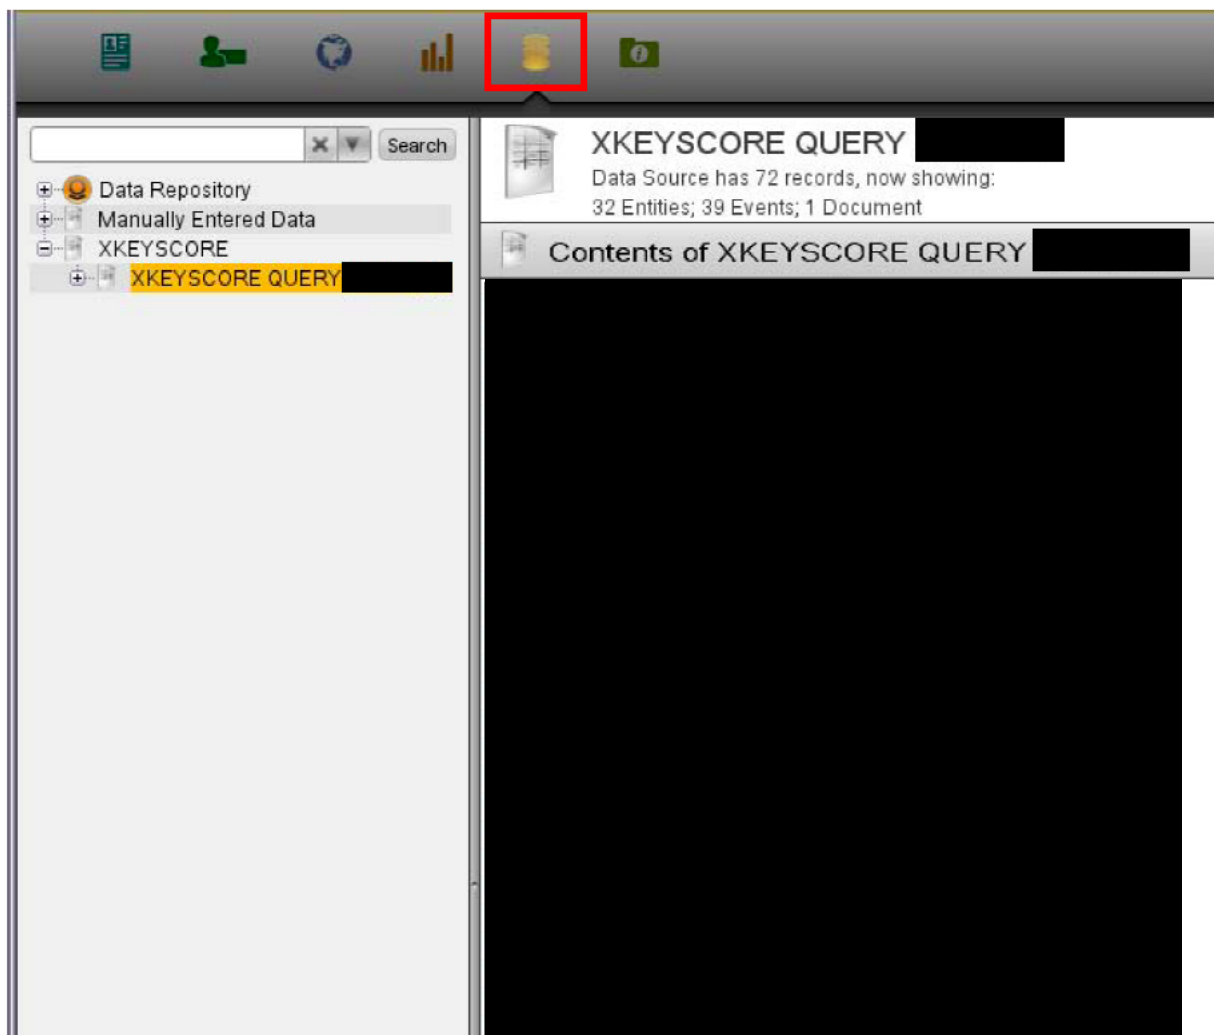 Search
Data Repository
Manually Entered Data
XKEYSCORE
XKEYSCORE QUERY
XKEYSCORE QUERY
Data Source has 72 records, now showing:
32 Entities; 39 Events; 1 Document
Contents of XKEYSCORE QUERY